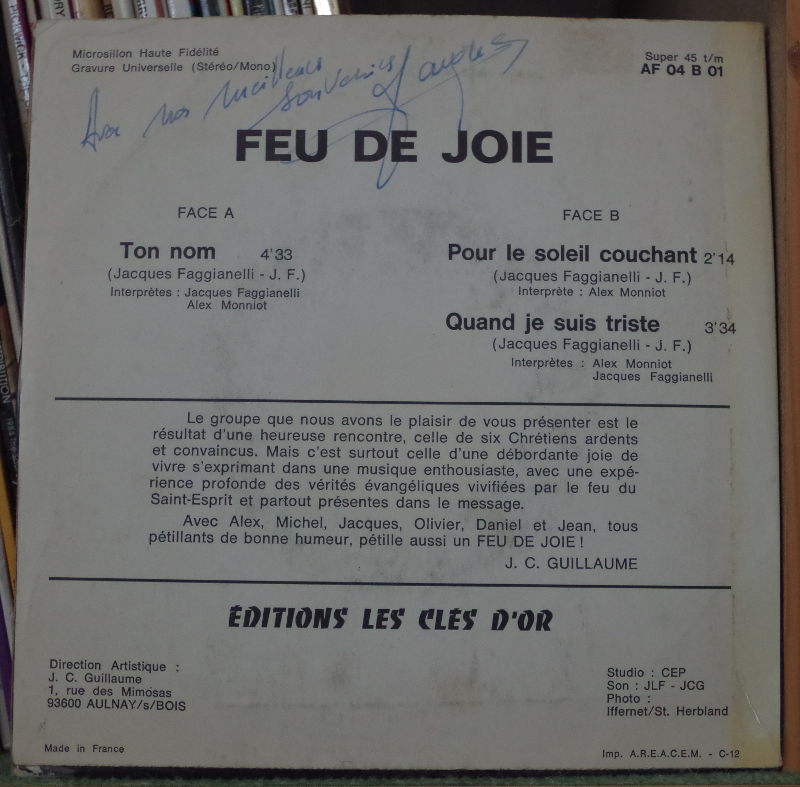 Microsillon Haute Fidélité
Gravure Universelle (Stéréo/Mono)
Super 45 t/m
AF 04 B 01
Avec nos meilleurs souvenirs Jacques
FEU DE JOIE
FACE A
Ton nom 4'33
(Jacques Faggianelli - J. F.)
Interprètes : Jacques Faggianelli
Alex Monniot
FACE B
Pour le soleil couchant 2'14
(Jacques Faggianelli - J. F.)
Interprète : Alex Monniot
Quand je suis triste 3'34
(Jacques Faggianelli - J. F.)
Interprètes : Alex Monniot
Jacques Faggianelli
Le groupe que nous avons le plaisir de vous présenter est le
résultat d'une heureuse rencontre, celle de six Chrétiens ardents
et convaincus. Mais c'est surtout celle d'une débordante joie de
vivre s'exprimant dans une musique enthousiaste, avec une expé-
rience profonde des vérités évangéliques vivifiées par le feu du
Saint-Esprit et partout présentes dans le message.
Avec Alex, Michel, Jacques, Olivier, Daniel et Jean, tous
pétillants de bonne humeur, pétille aussi un FEU DE JOIE !
J. C. GUILLAUME
ÉDITIONS LES CLÉS D'OR
Direction Artistique :
J. C. Guillaume
1, rue des Mimosas
93600 AULNAY/s/BOIS
Studio : CEP
Son : JLF - JCG
Photo :
Iffernet/St. Herbland
Made in France
Imp. A.R.E.A.C.E.M. - C-12